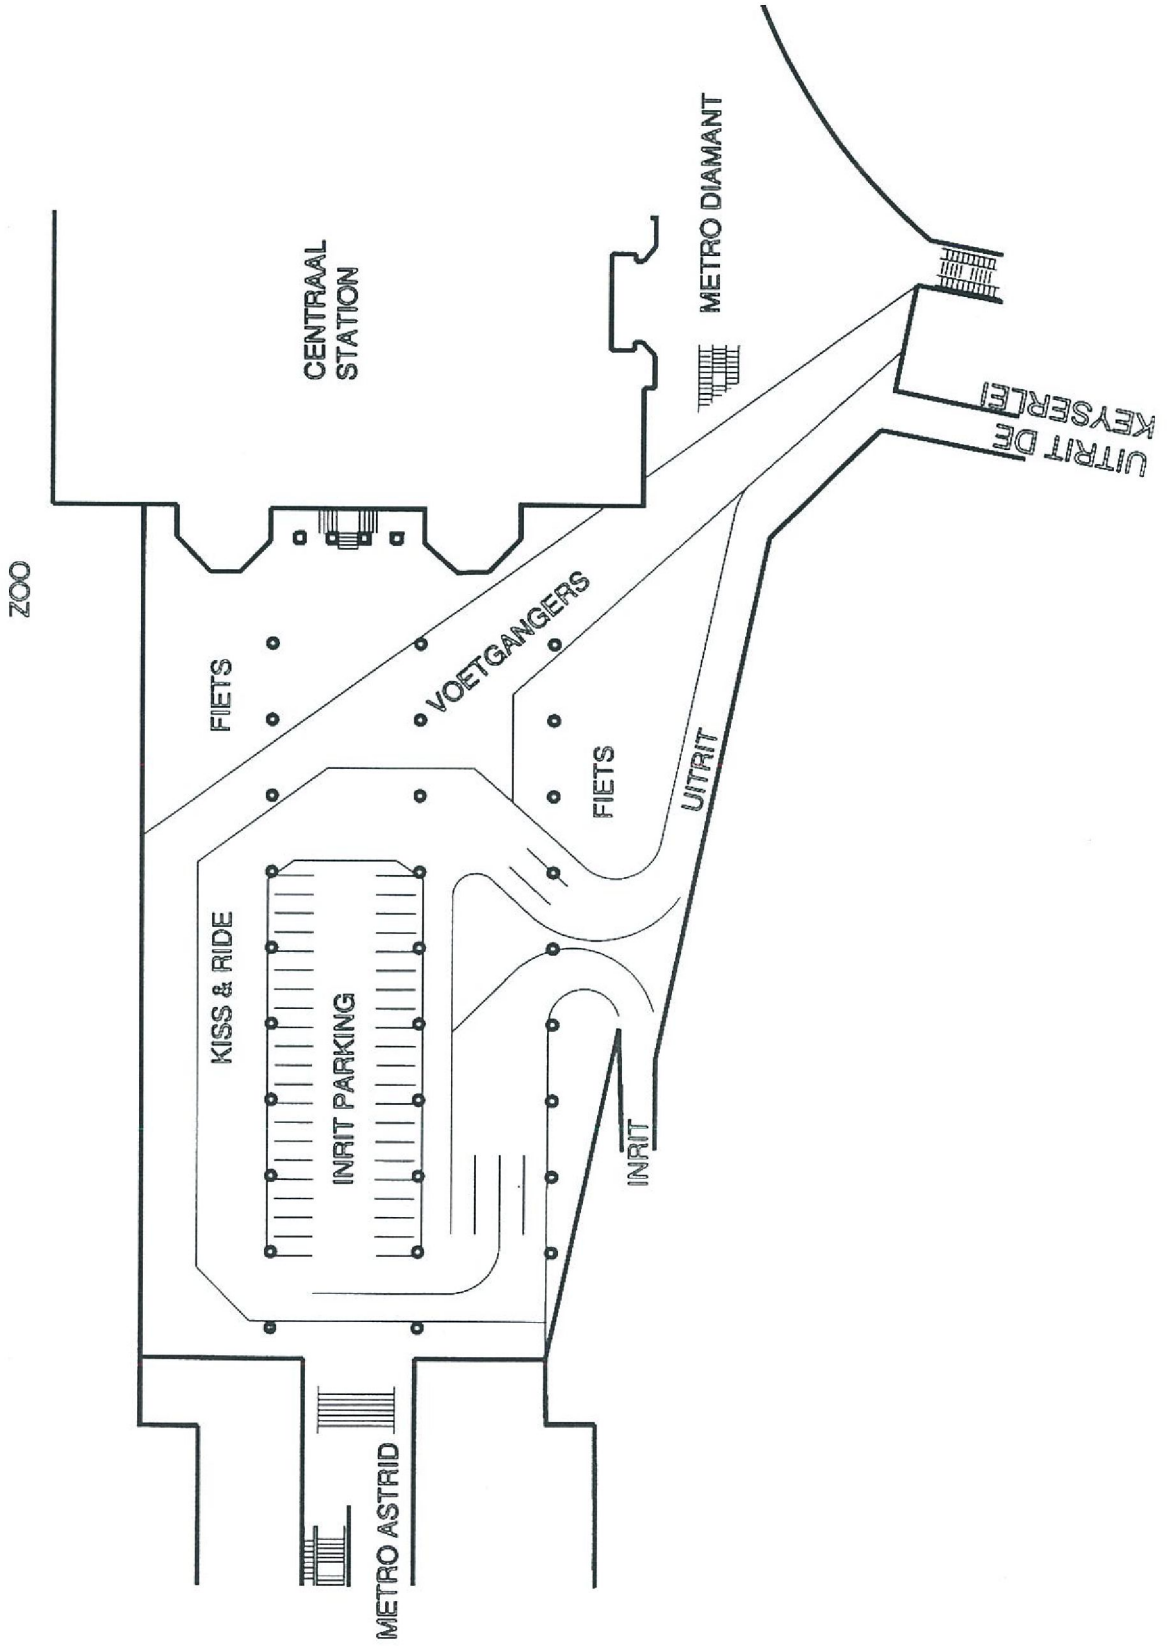 ZOO
CENTRAAL
STATION
METRO DIAMANT
FIETS
VOETGANGERS
FIETS
UITRIT
UITRIT DE
KEYSERLEI
KISS & RIDE
INRIT PARKING
INRIT
METRO ASTRID